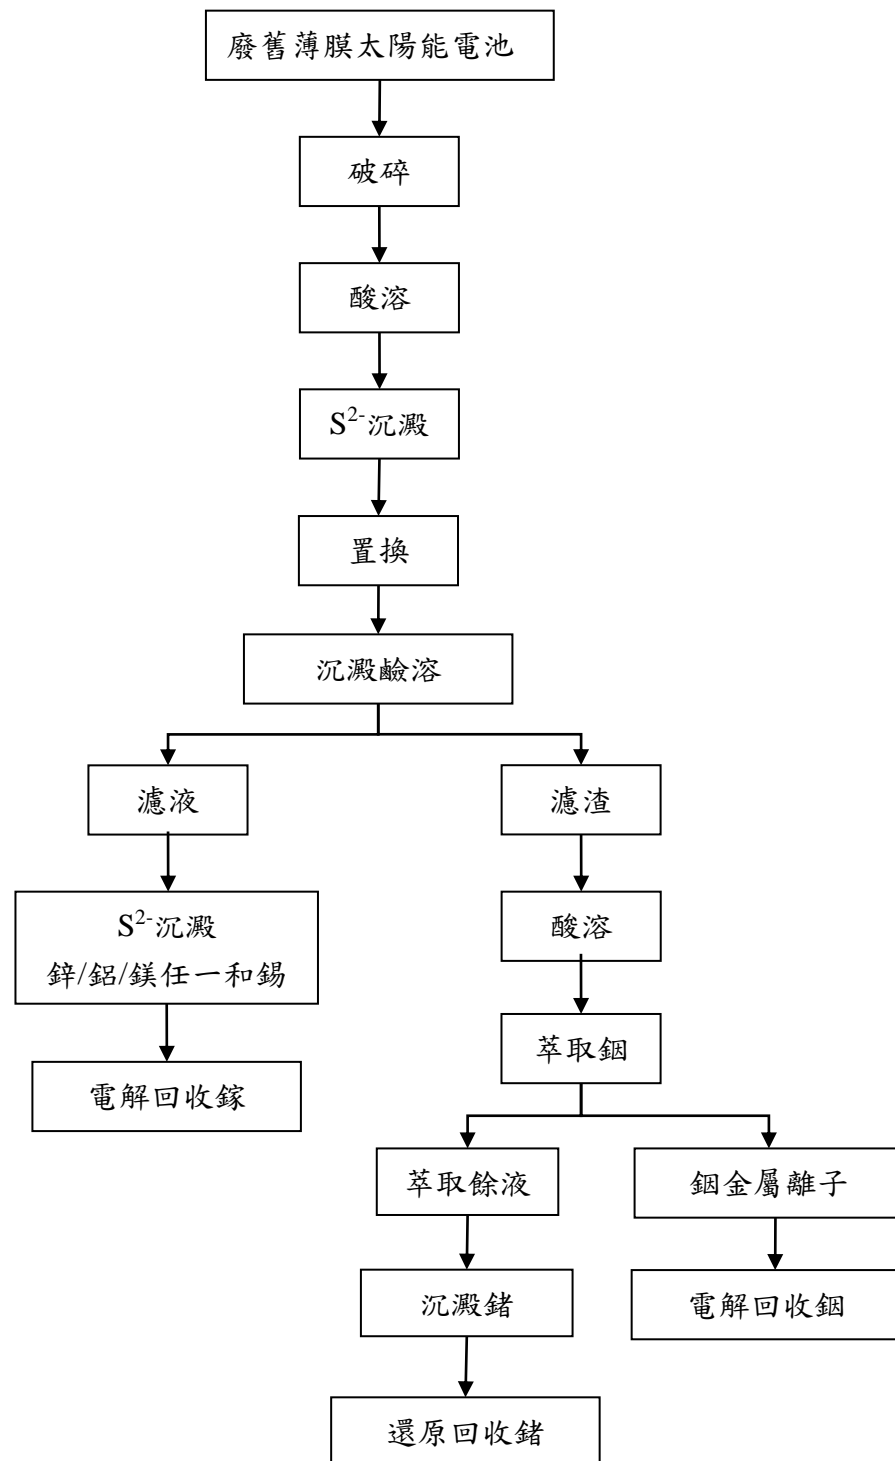 廢舊薄膜太陽能電池
破碎
酸溶
S²⁻沉澱
置換
沉澱鹼溶
濾液
濾渣
S²⁻沉澱
鋅/鋁/鎂任一和錫
酸溶
萃取銦
電解回收鎵
萃取餘液
銦金屬離子
沉澱鍺
電解回收銦
還原回收鍺